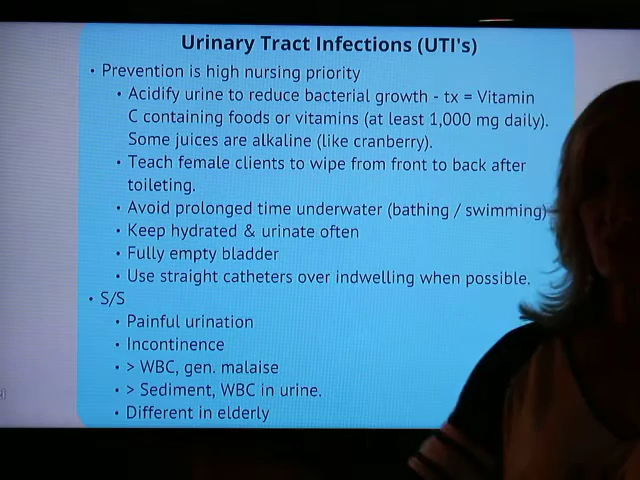 Urinary Tract Infections (UTI's)
• Prevention is high nursing priority
• Acidify urine to reduce bacterial growth - tx = Vitamin
C containing foods or vitamins (at least 1,000 mg daily).
Some juices are alkaline (like cranberry).
• Teach female clients to wipe from front to back after
toileting.
• Avoid prolonged time underwater (bathing / swimming)
• Keep hydrated & urinate often
• Fully empty bladder
• Use straight catheters over indwelling when possible.
• S/S
• Painful urination
• Incontinence
• > WBC, gen. malaise
• > Sediment, WBC in urine.
• Different in elderly